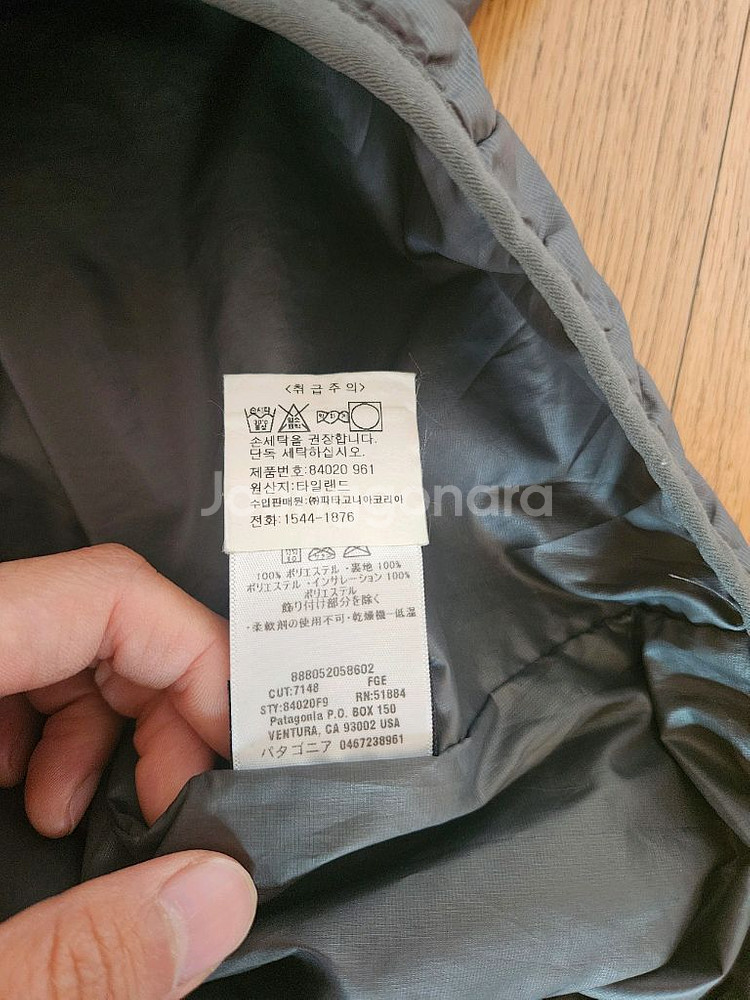 <취급주의>
손세탁을 권장합니다.
단독 세탁하십시오.
제품번호:84020 961
원산지:타일랜드
수입판매원:㈜파타고니아코리아
전화:1544-1876
100% ポリエステル・裏地 100%
ポリエステル・インサレーション 100%
ポリエステル
飾り付け部分を除く
・柔軟剤の使用不可・乾燥機ー低温
888052058602
CUT:7148 FGE
STY:84020F9 RN:51884
Patagonia P.O. BOX 150
VENTURA, CA 93002 USA
パタゴニア 0467238961